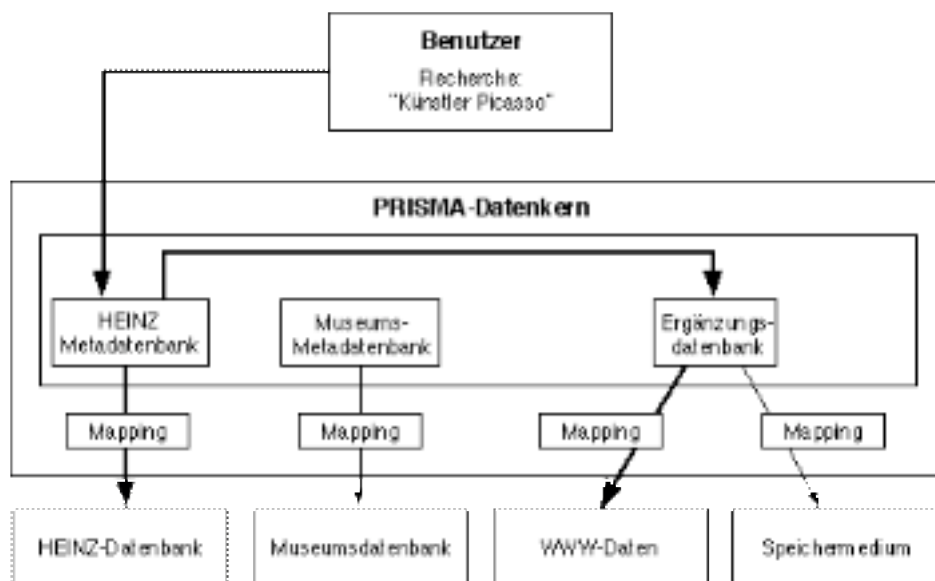 Benutzer
Recherche:
"Künstler Picasso"
PRISMA-Datenkern
HEINZ
Metadatenbank
Museums-
Metadatenbank
Ergänzungs-
datenbank
Mapping
Mapping
Mapping
Mapping
HEINZ-Datenbank
Museumsdatenbank
WWW-Daten
Speichermedium